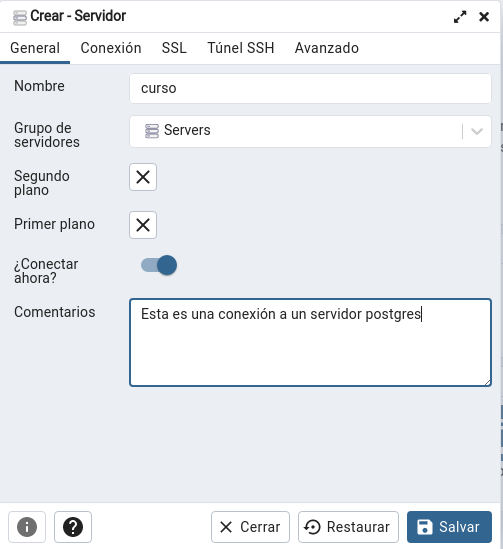 Crear - Servidor
General Conexión SSL Túnel SSH Avanzado
Nombre curso
Grupo de
servidores
Servers
Segundo
plano
Primer plano
¿Conectar
ahora?
Comentarios Esta es una conexión a un servidor postgres
Cerrar Restaurar Salvar